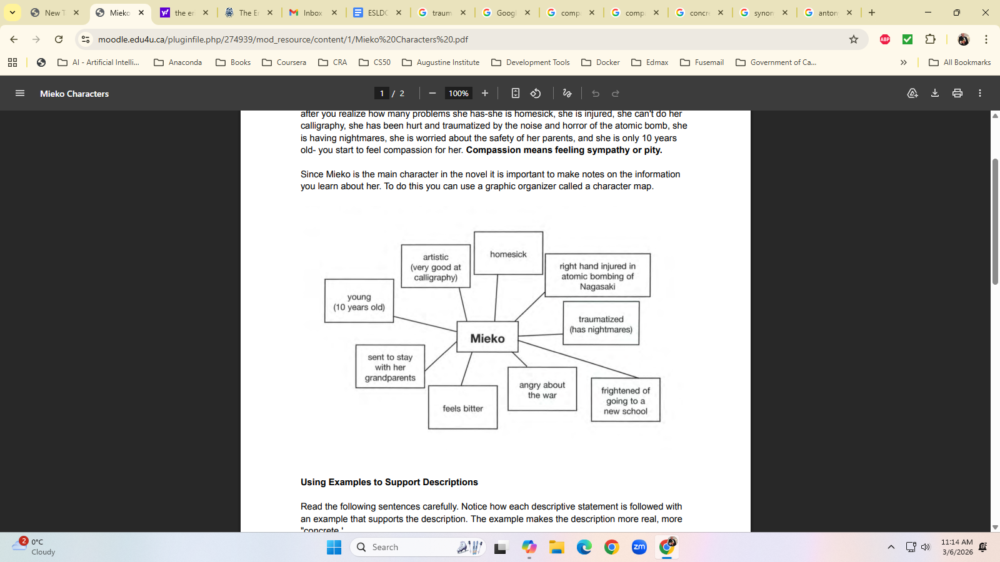 New T
Mieko
the er
The Er
Inbox
ESLDC
traum
Googl
comp
comp
concre
synon
anton
moodle.edu4u.ca/pluginfile.php/274939/mod_resource/content/1/Mieko%20Characters%20.pdf
ABP
AI - Artificial Intelli...
Anaconda
Books
Coursera
CRA
CS50
Augustine Institute
Development Tools
Docker
Edmax
Fusemail
Government of Ca...
All Bookmarks
Mieko Characters
1 / 2
100%
after you realize how many problems she has-she is homesick, she is injured, she can't do her
calligraphy, she has been hurt and traumatized by the noise and horror of the atomic bomb, she
is having nightmares, she is worried about the safety of her parents, and she is only 10 years
old- you start to feel compassion for her. Compassion means feeling sympathy or pity.
Since Mieko is the main character in the novel it is important to make notes on the information
you learn about her. To do this you can use a graphic organizer called a character map.
homesick
artistic
(very good at
calligraphy)
right hand injured in
atomic bombing of
Nagasaki
young
(10 years old)
traumatized
(has nightmares)
Mieko
sent to stay
with her
grandparents
angry about
the war
frightened of
going to a
new school
feels bitter
Using Examples to Support Descriptions
Read the following sentences carefully. Notice how each descriptive statement is followed with
an example that supports the description. The example makes the description more real, more
"concrete.'
2
0°C
Cloudy
Search
zm
11:14 AM
3/6/2026